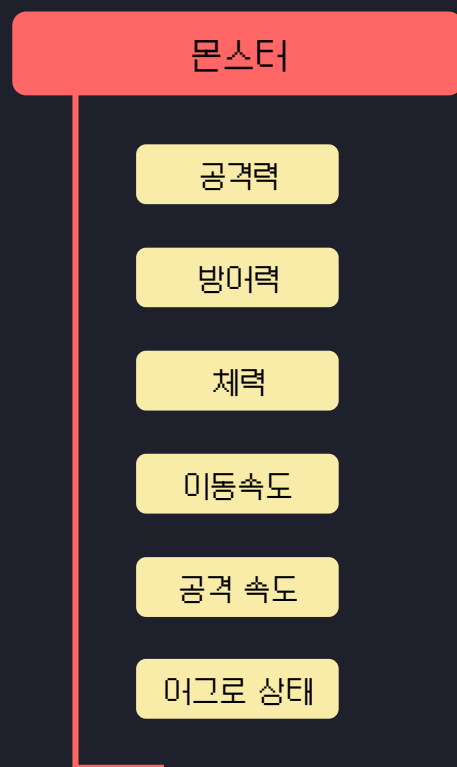 몬스터
공격력
방어력
체력
이동속도
공격 속도
어그로 상태